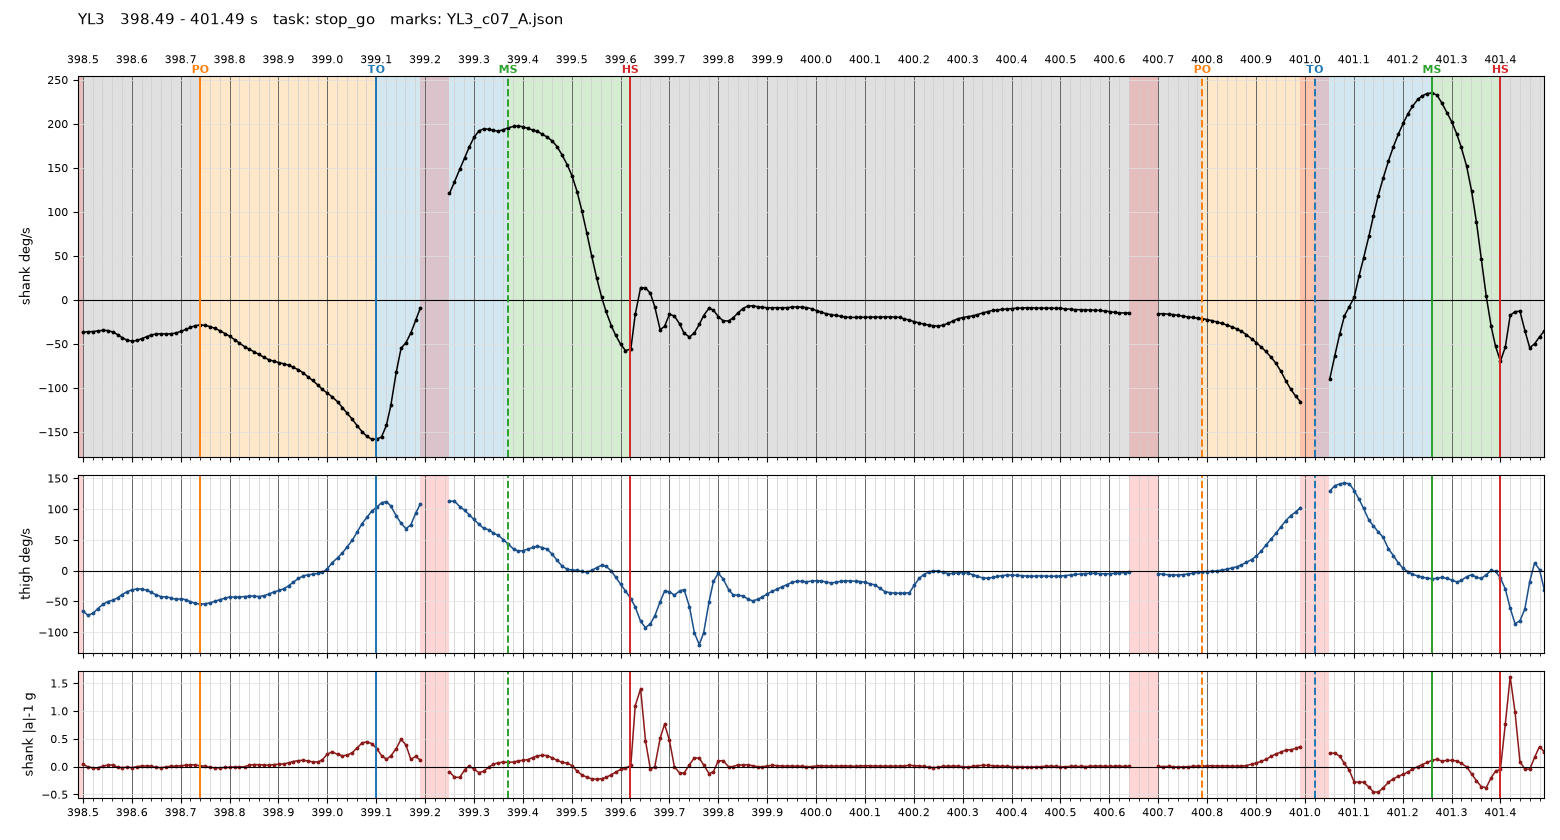 YL3 398.49 - 401.49 s task: stop_go marks: YL3_c07_A.json
398.5 398.6 398.7 398.8 398.9 399.0 399.1 399.2 399.3 399.4 399.5 399.6 399.7 399.8 399.9 400.0 400.1 400.2 400.3 400.4 400.5 400.6 400.7 400.8 400.9 401.0 401.1 401.2 401.3 401.4
PO TO MS HS PO TO MS HS
250
200
150
100
50
0
−50
−100
−150
shank deg/s
150
100
50
0
−50
−100
thigh deg/s
1.5
1.0
0.5
0.0
−0.5
shank |a|-1 g
398.5 398.6 398.7 398.8 398.9 399.0 399.1 399.2 399.3 399.4 399.5 399.6 399.7 399.8 399.9 400.0 400.1 400.2 400.3 400.4 400.5 400.6 400.7 400.8 400.9 401.0 401.1 401.2 401.3 401.4